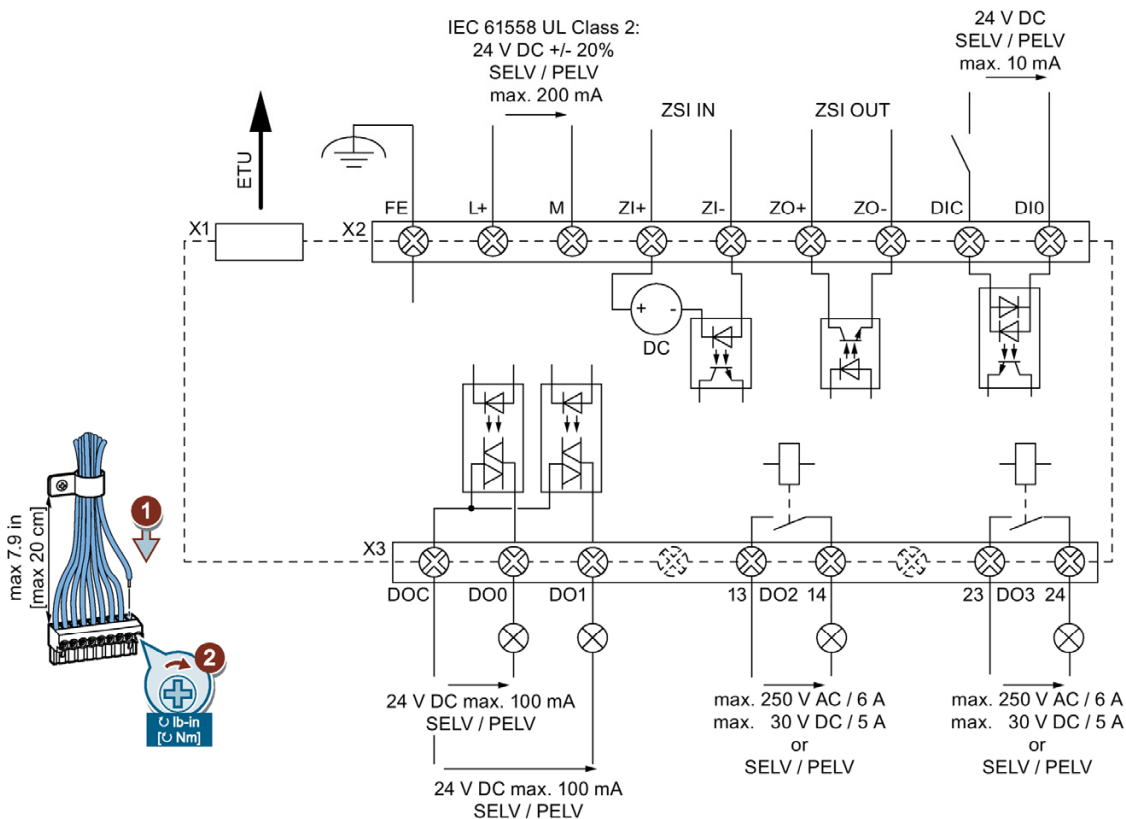 IEC 61558 UL Class 2:
24 V DC +/- 20%
SELV / PELV
max. 200 mA
24 V DC
SELV / PELV
max. 10 mA
ZSI IN
ZSI OUT
ETU
X1
X2
FE
L+
M
ZI+
ZI-
ZO+
ZO-
DIC
DI0
+
-
DC
max 7.9 in
[max 20 cm]
1
2
lb-in
[Nm]
X3
DOC
DO0
DO1
13 DO2 14
23 DO3 24
24 V DC max. 100 mA
SELV / PELV
24 V DC max. 100 mA
SELV / PELV
max. 250 V AC / 6 A
max. 30 V DC / 5 A
or
SELV / PELV
max. 250 V AC / 6 A
max. 30 V DC / 5 A
or
SELV / PELV